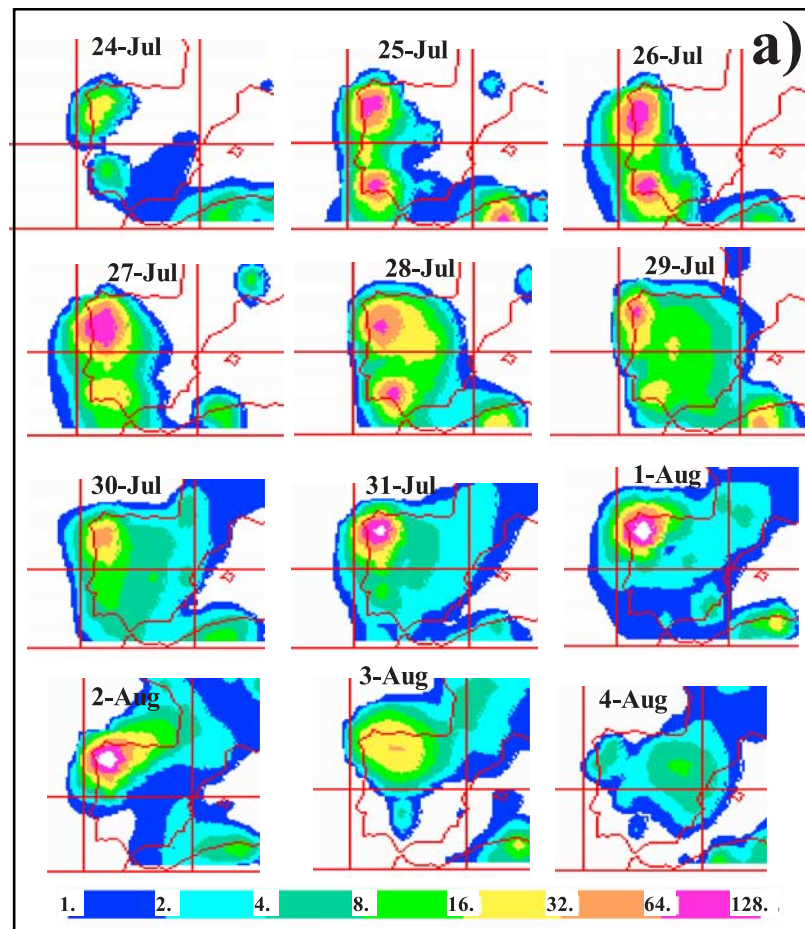 a)
24-Jul 25-Jul 26-Jul
27-Jul 28-Jul 29-Jul
30-Jul 31-Jul 1-Aug
2-Aug 3-Aug 4-Aug
1. 2. 4. 8. 16. 32. 64. 128.